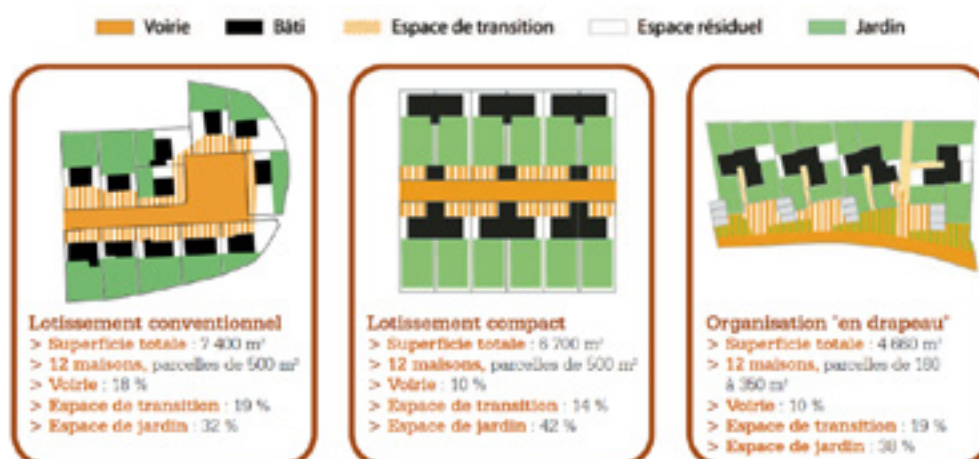 Voirie Bâti Espace de transition Espace résiduel Jardin
Lotissement conventionnel
> Superficie totale : 7 400 m²
> 12 maisons, parcelles de 500 m²
> Voirie : 18 %
> Espace de transition : 19 %
> Espace de jardin : 32 %
Lotissement compact
> Superficie totale : 6 700 m²
> 12 maisons, parcelles de 500 m²
> Voirie : 10 %
> Espace de transition : 14 %
> Espace de jardin : 42 %
Organisation "en drapeau"
> Superficie totale : 4 660 m²
> 12 maisons, parcelles de 180
à 350 m²
> Voirie : 10 %
> Espace de transition : 19 %
> Espace de jardin : 38 %